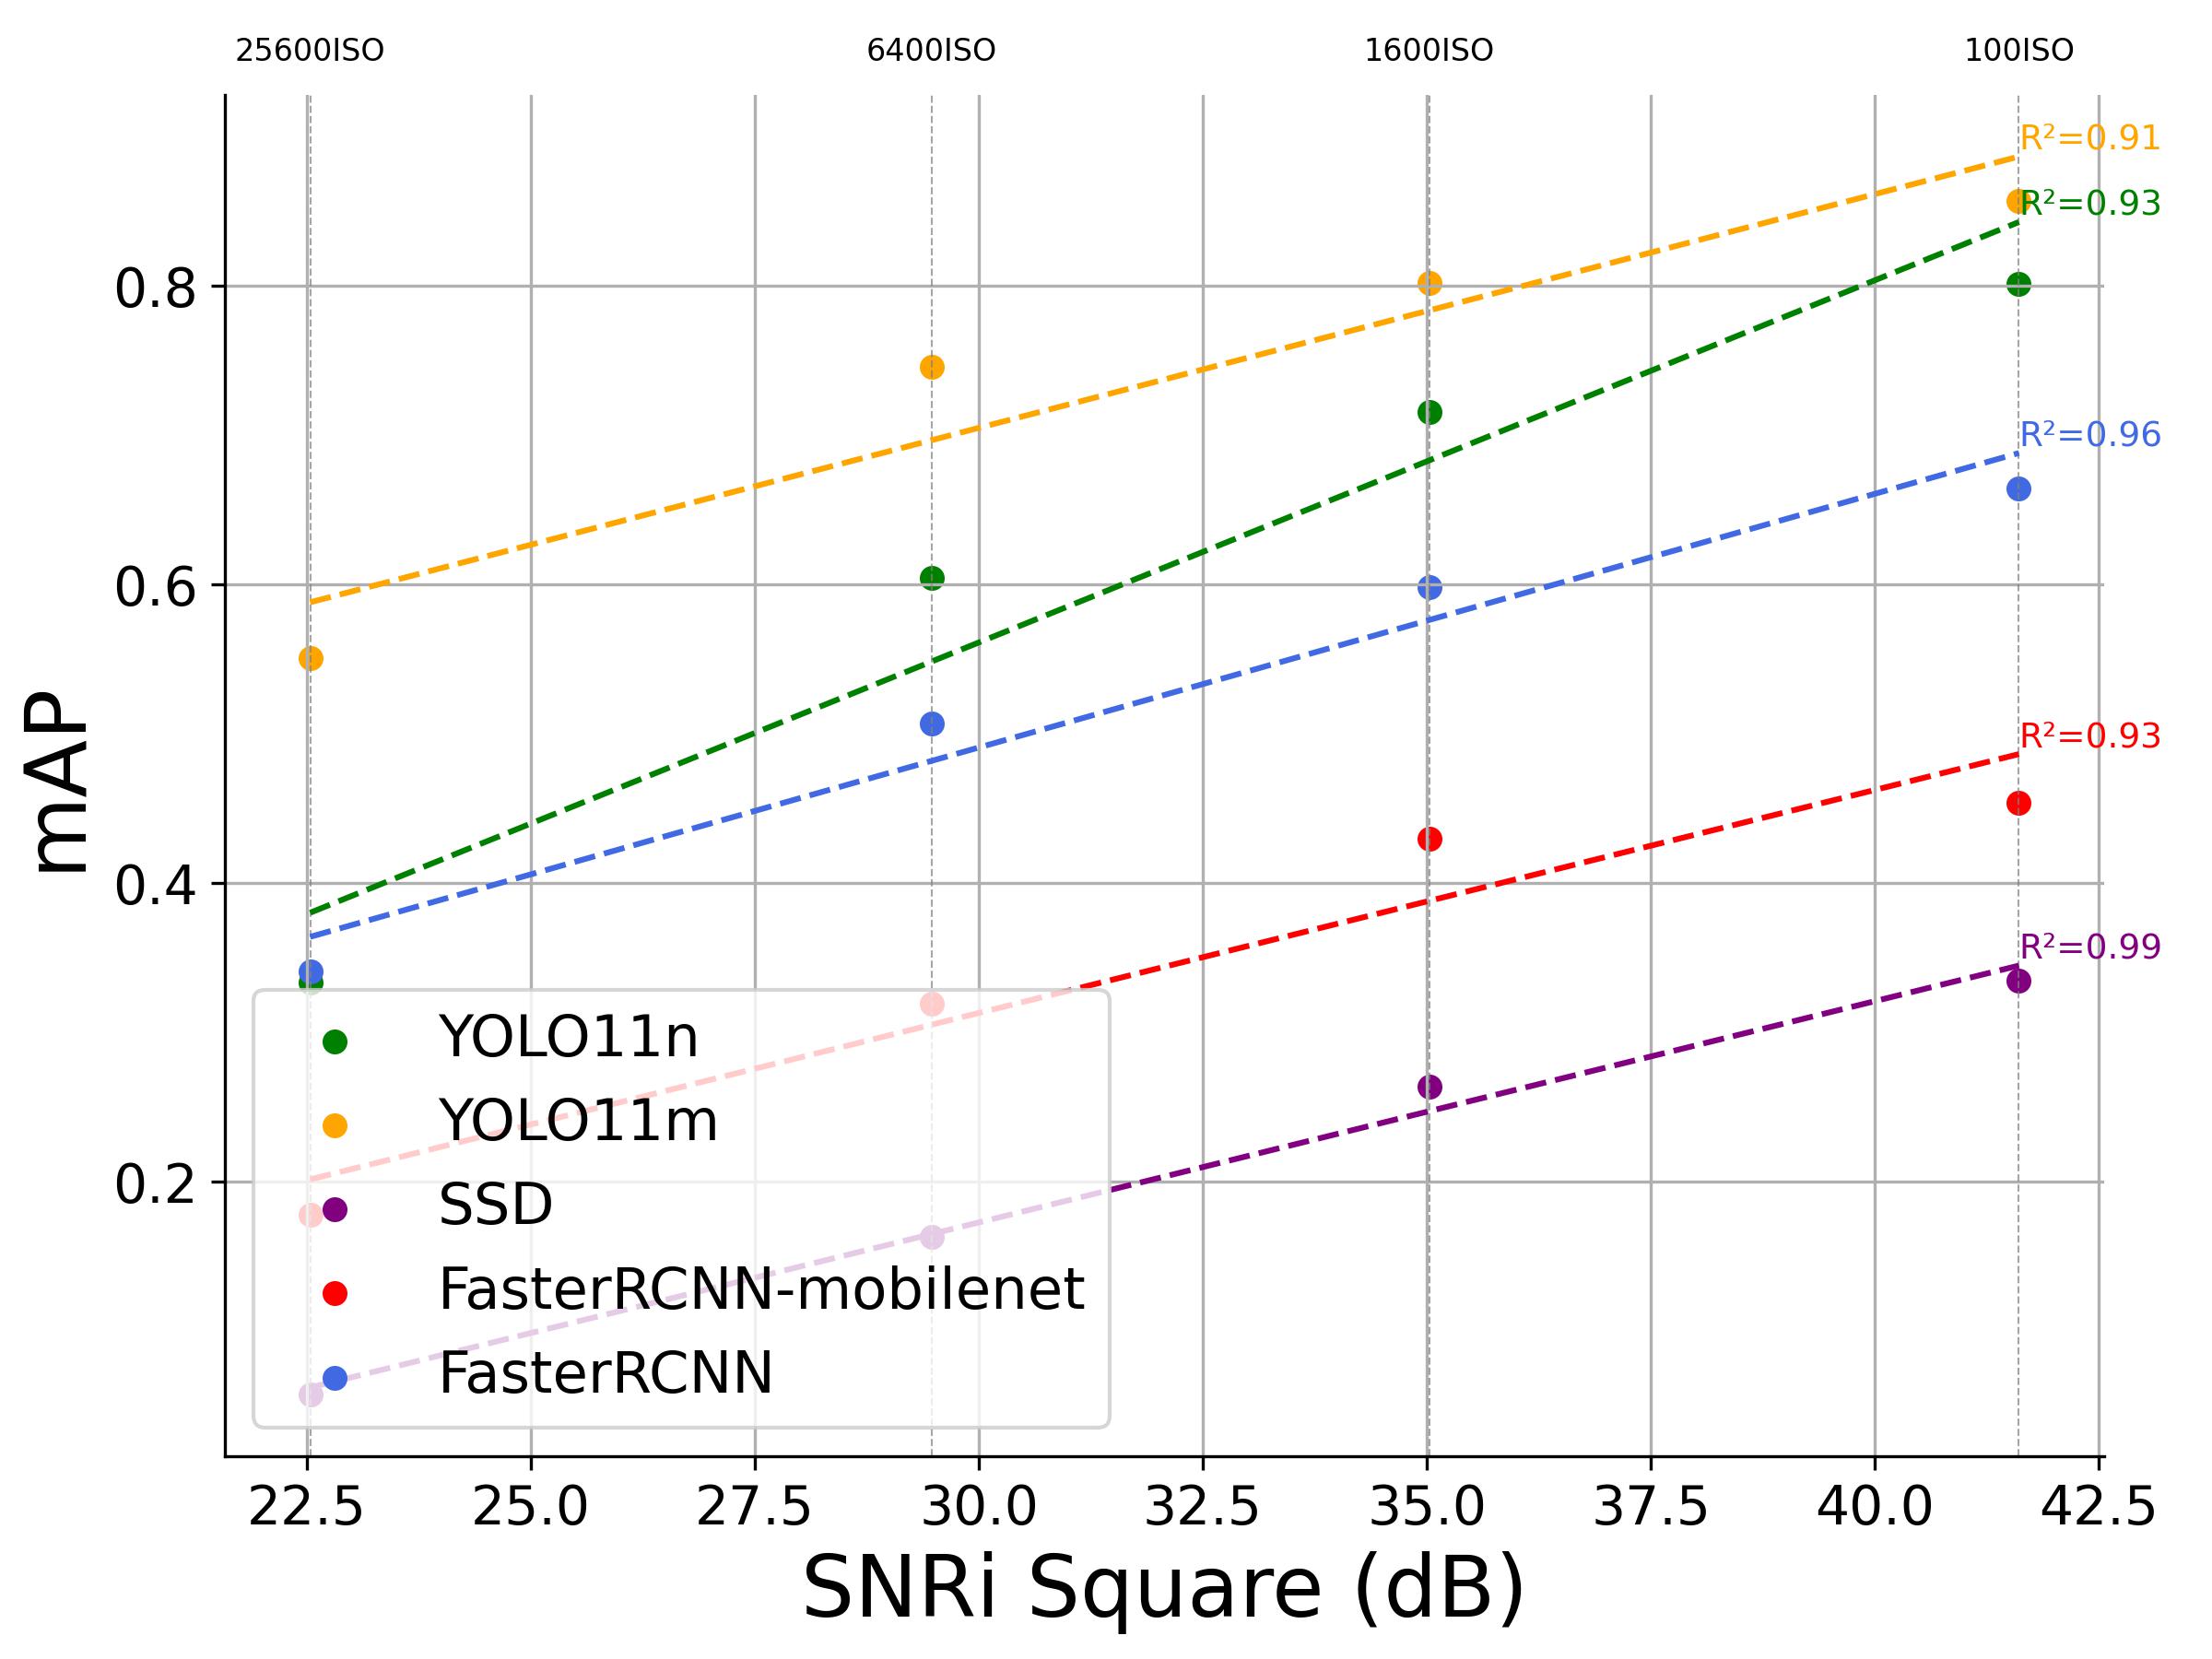 25600ISO 6400ISO 1600ISO 100ISO
R²=0.91
R²=0.93
0.8
R²=0.96
0.6
mAP
R²=0.93
0.4
R²=0.99
YOLO11n
YOLO11m
0.2
SSD
FasterRCNN-mobilenet
FasterRCNN
22.5 25.0 27.5 30.0 32.5 35.0 37.5 40.0 42.5
SNRi Square (dB)